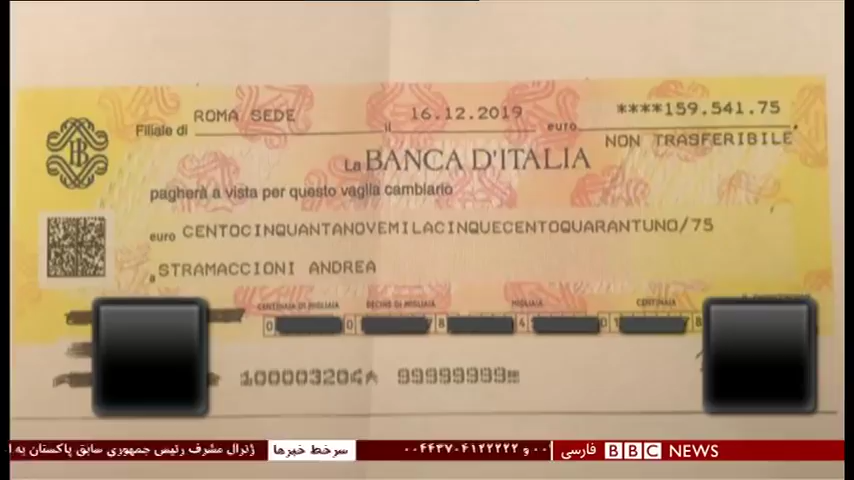 ROMA SEDE
16.12.2019
****159.541.75
Filiale di
il
euro
NON TRASFERIBILE
La BANCA D'ITALIA
pagherà a vista per questo vaglia cambiario
euro CENTOCINQUANTANOVEMILACINQUECENTOQUARANTUNO/75
a STRAMACCIONI ANDREA
CENTINAIA DI MIGLIAIA
DECINE DI MIGLIAIA
MIGLIAIA
CENTINAIA
ژنرال مشرف رئیس جمهوری سابق پاکستان به
سرخط خبرها
و ۰۰۴۴۳۷۰۴۱۲۲۲۲۲
فارسی BBC NEWS